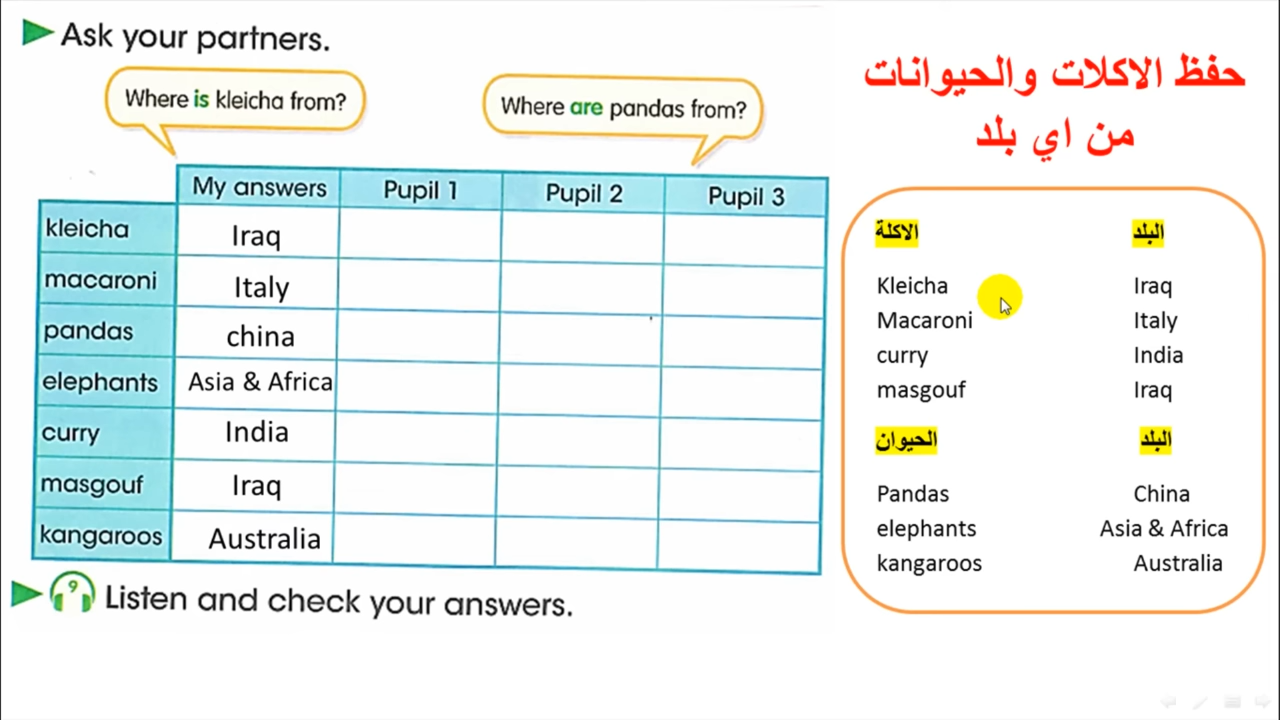 Ask your partners.
Where is kleicha from?
Where are pandas from?
My answers Pupil 1 Pupil 2 Pupil 3
kleicha Iraq
macaroni Italy
pandas china
elephants Asia & Africa
curry India
masgouf Iraq
kangaroos Australia
9 Listen and check your answers.
حفظ الاكلات والحيوانات
من اي بلد
الاكلة البلد
Kleicha Iraq
Macaroni Italy
curry India
masgouf Iraq
الحيوان البلد
Pandas China
elephants Asia & Africa
kangaroos Australia